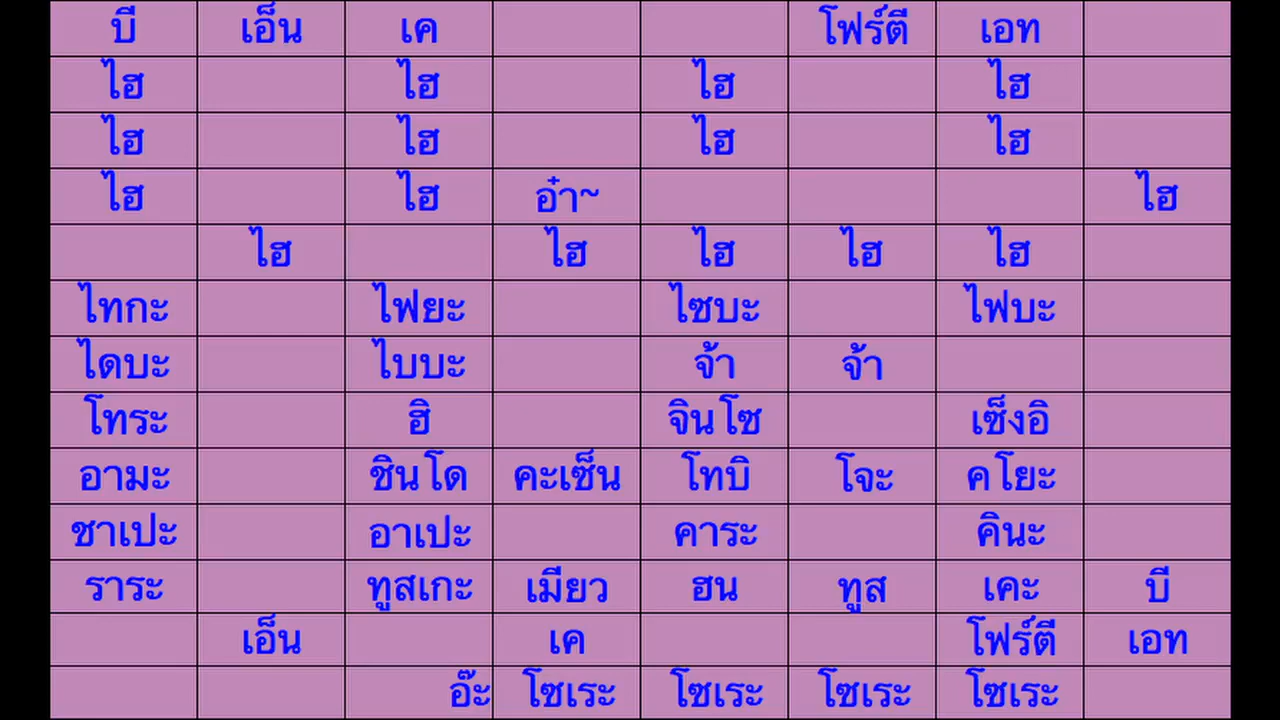 บี เอ็น เค โฟร์ตี เอท
ไฮ ไฮ ไฮ ไฮ
ไฮ ไฮ ไฮ ไฮ
ไฮ ไฮ อ๋า~ ไฮ
ไฮ ไฮ ไฮ ไฮ ไฮ
ไทกะ ไฟยะ ไซบะ ไฟบะ
ไดบะ ไบบะ จ้า จ้า
โทระ ฮิ จินโซ เซ็งอิ
อามะ ชินโด คะเซ็น โทบิ โจะ คโยะ
ชาเปะ อาเปะ คาระ คินะ
ราระ ทูสเกะ เมียว ฮน ทูส เคะ บี
เอ็น เค โฟร์ตี เอท
อ๊ะ โซเระ โซเระ โซเระ โซเระ